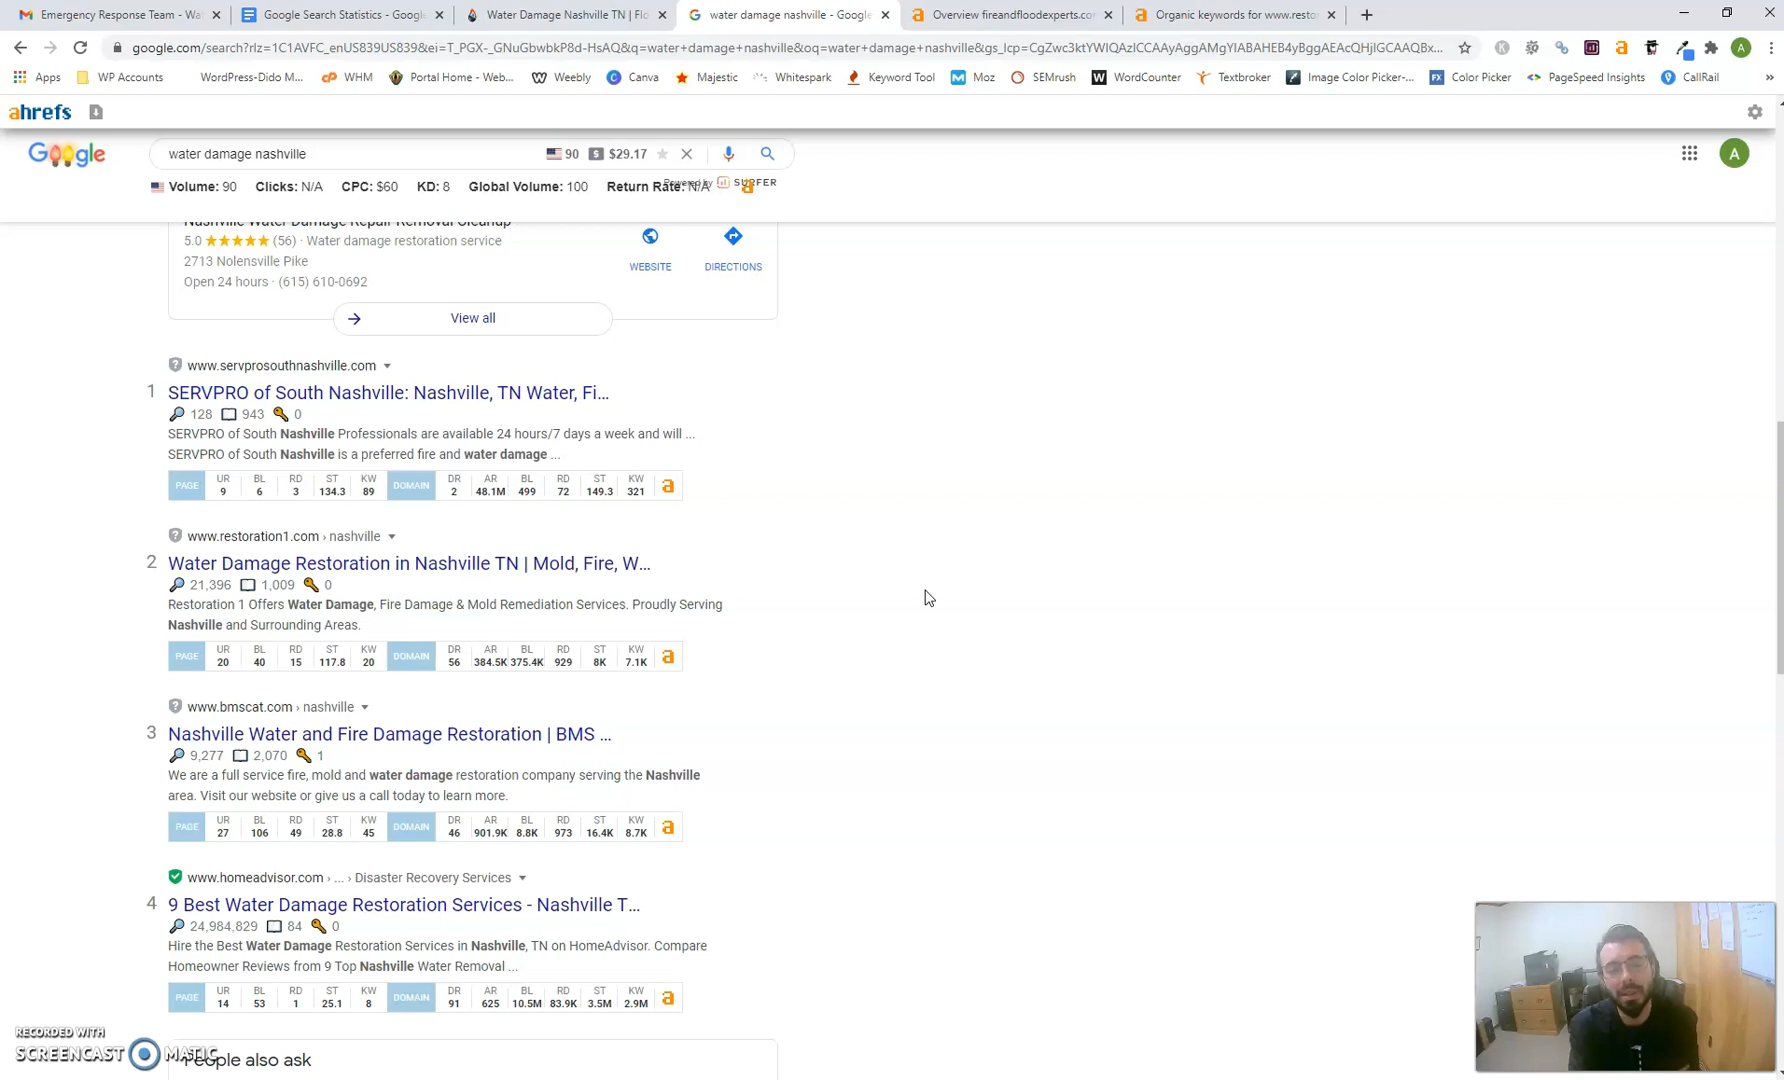 Emergency Response Team - Wat
Google Search Statistics - Google
Water Damage Nashville TN | Flo
water damage nashville - Google
Overview fireandfloodexperts.co
Organic keywords for www.resto
google.com/search?rlz=1C1AVFC_enUS839US839&ei=T_PGX-_GNuGbwbkP8d-HsAQ&q=water+damage+nashville&oq=water+damage+nashville&gs_lcp=
Apps WP Accounts WordPress-Dido M... WHM Portal Home - Web... Weebly Canva Majestic Whitespark Keyword Tool Moz SEMrush WordCounter Textbroker Image Color Picker-... Color Picker PageSpeed Insights CallRail »
ahrefs
Google
water damage nashville 90 $29.17
A
Volume: 90 Clicks: N/A CPC: $60 KD: 8 Global Volume: 100 Return Rate: N/A
Powered by SURFER
Nashville Water Damage Repair Removal Cleanup
5.0 (56) · Water damage restoration service
2713 Nolensville Pike
Open 24 hours · (615) 610-0692
WEBSITE DIRECTIONS
View all
www.servprosouthnashville.com
1 SERVPRO of South Nashville: Nashville, TN Water, Fi...
128 943 0
SERVPRO of South Nashville Professionals are available 24 hours/7 days a week and will ...
SERVPRO of South Nashville is a preferred fire and water damage ...
PAGE UR BL RD ST KW DOMAIN DR AR BL RD ST KW a
9 6 3 134.3 89 2 48.1M 499 72 149.3 321
www.restoration1.com › nashville
2 Water Damage Restoration in Nashville TN | Mold, Fire, W...
21,396 1,009 0
Restoration 1 Offers Water Damage, Fire Damage & Mold Remediation Services. Proudly Serving
Nashville and Surrounding Areas.
PAGE UR BL RD ST KW DOMAIN DR AR BL RD ST KW a
20 40 15 117.8 20 56 384.5K 375.4K 929 8K 7.1K
www.bmscat.com › nashville
3 Nashville Water and Fire Damage Restoration | BMS ...
9,277 2,070 1
We are a full service fire, mold and water damage restoration company serving the Nashville
area. Visit our website or give us a call today to learn more.
PAGE UR BL RD ST KW DOMAIN DR AR BL RD ST KW a
27 106 49 28.8 45 46 901.9K 8.8K 973 16.4K 8.7K
www.homeadvisor.com › ... › Disaster Recovery Services
4 9 Best Water Damage Restoration Services - Nashville T...
24,984,829 84 0
Hire the Best Water Damage Restoration Services in Nashville, TN on HomeAdvisor. Compare
Homeowner Reviews from 9 Top Nashville Water Removal ...
PAGE UR BL RD ST KW DOMAIN DR AR BL RD ST KW a
14 53 1 25.1 8 91 625 10.5M 83.9K 3.5M 2.9M
RECORDED WITH
SCREENCAST MATIC
People also ask